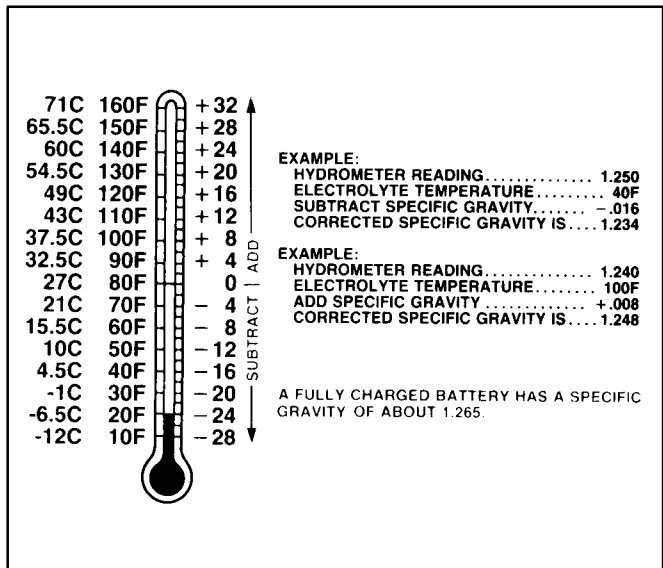 71C 160F +32
65.5C 150F +28
60C 140F +24
54.5C 130F +20
49C 120F +16
43C 110F +12
37.5C 100F + 8
32.5C 90F + 4
27C 80F 0
21C 70F - 4
15.5C 60F - 8
10C 50F -12
4.5C 40F -16
-1C 30F -20
-6.5C 20F -24
-12C 10F -28
SUBTRACT | ADD
EXAMPLE:
HYDROMETER READING.............. 1.250
ELECTROLYTE TEMPERATURE......... 40F
SUBTRACT SPECIFIC GRAVITY....... -.016
CORRECTED SPECIFIC GRAVITY IS.... 1.234
EXAMPLE:
HYDROMETER READING.............. 1.240
ELECTROLYTE TEMPERATURE........ 100F
ADD SPECIFIC GRAVITY ............. +.008
CORRECTED SPECIFIC GRAVITY IS.... 1.248
A FULLY CHARGED BATTERY HAS A SPECIFIC
GRAVITY OF ABOUT 1.265.